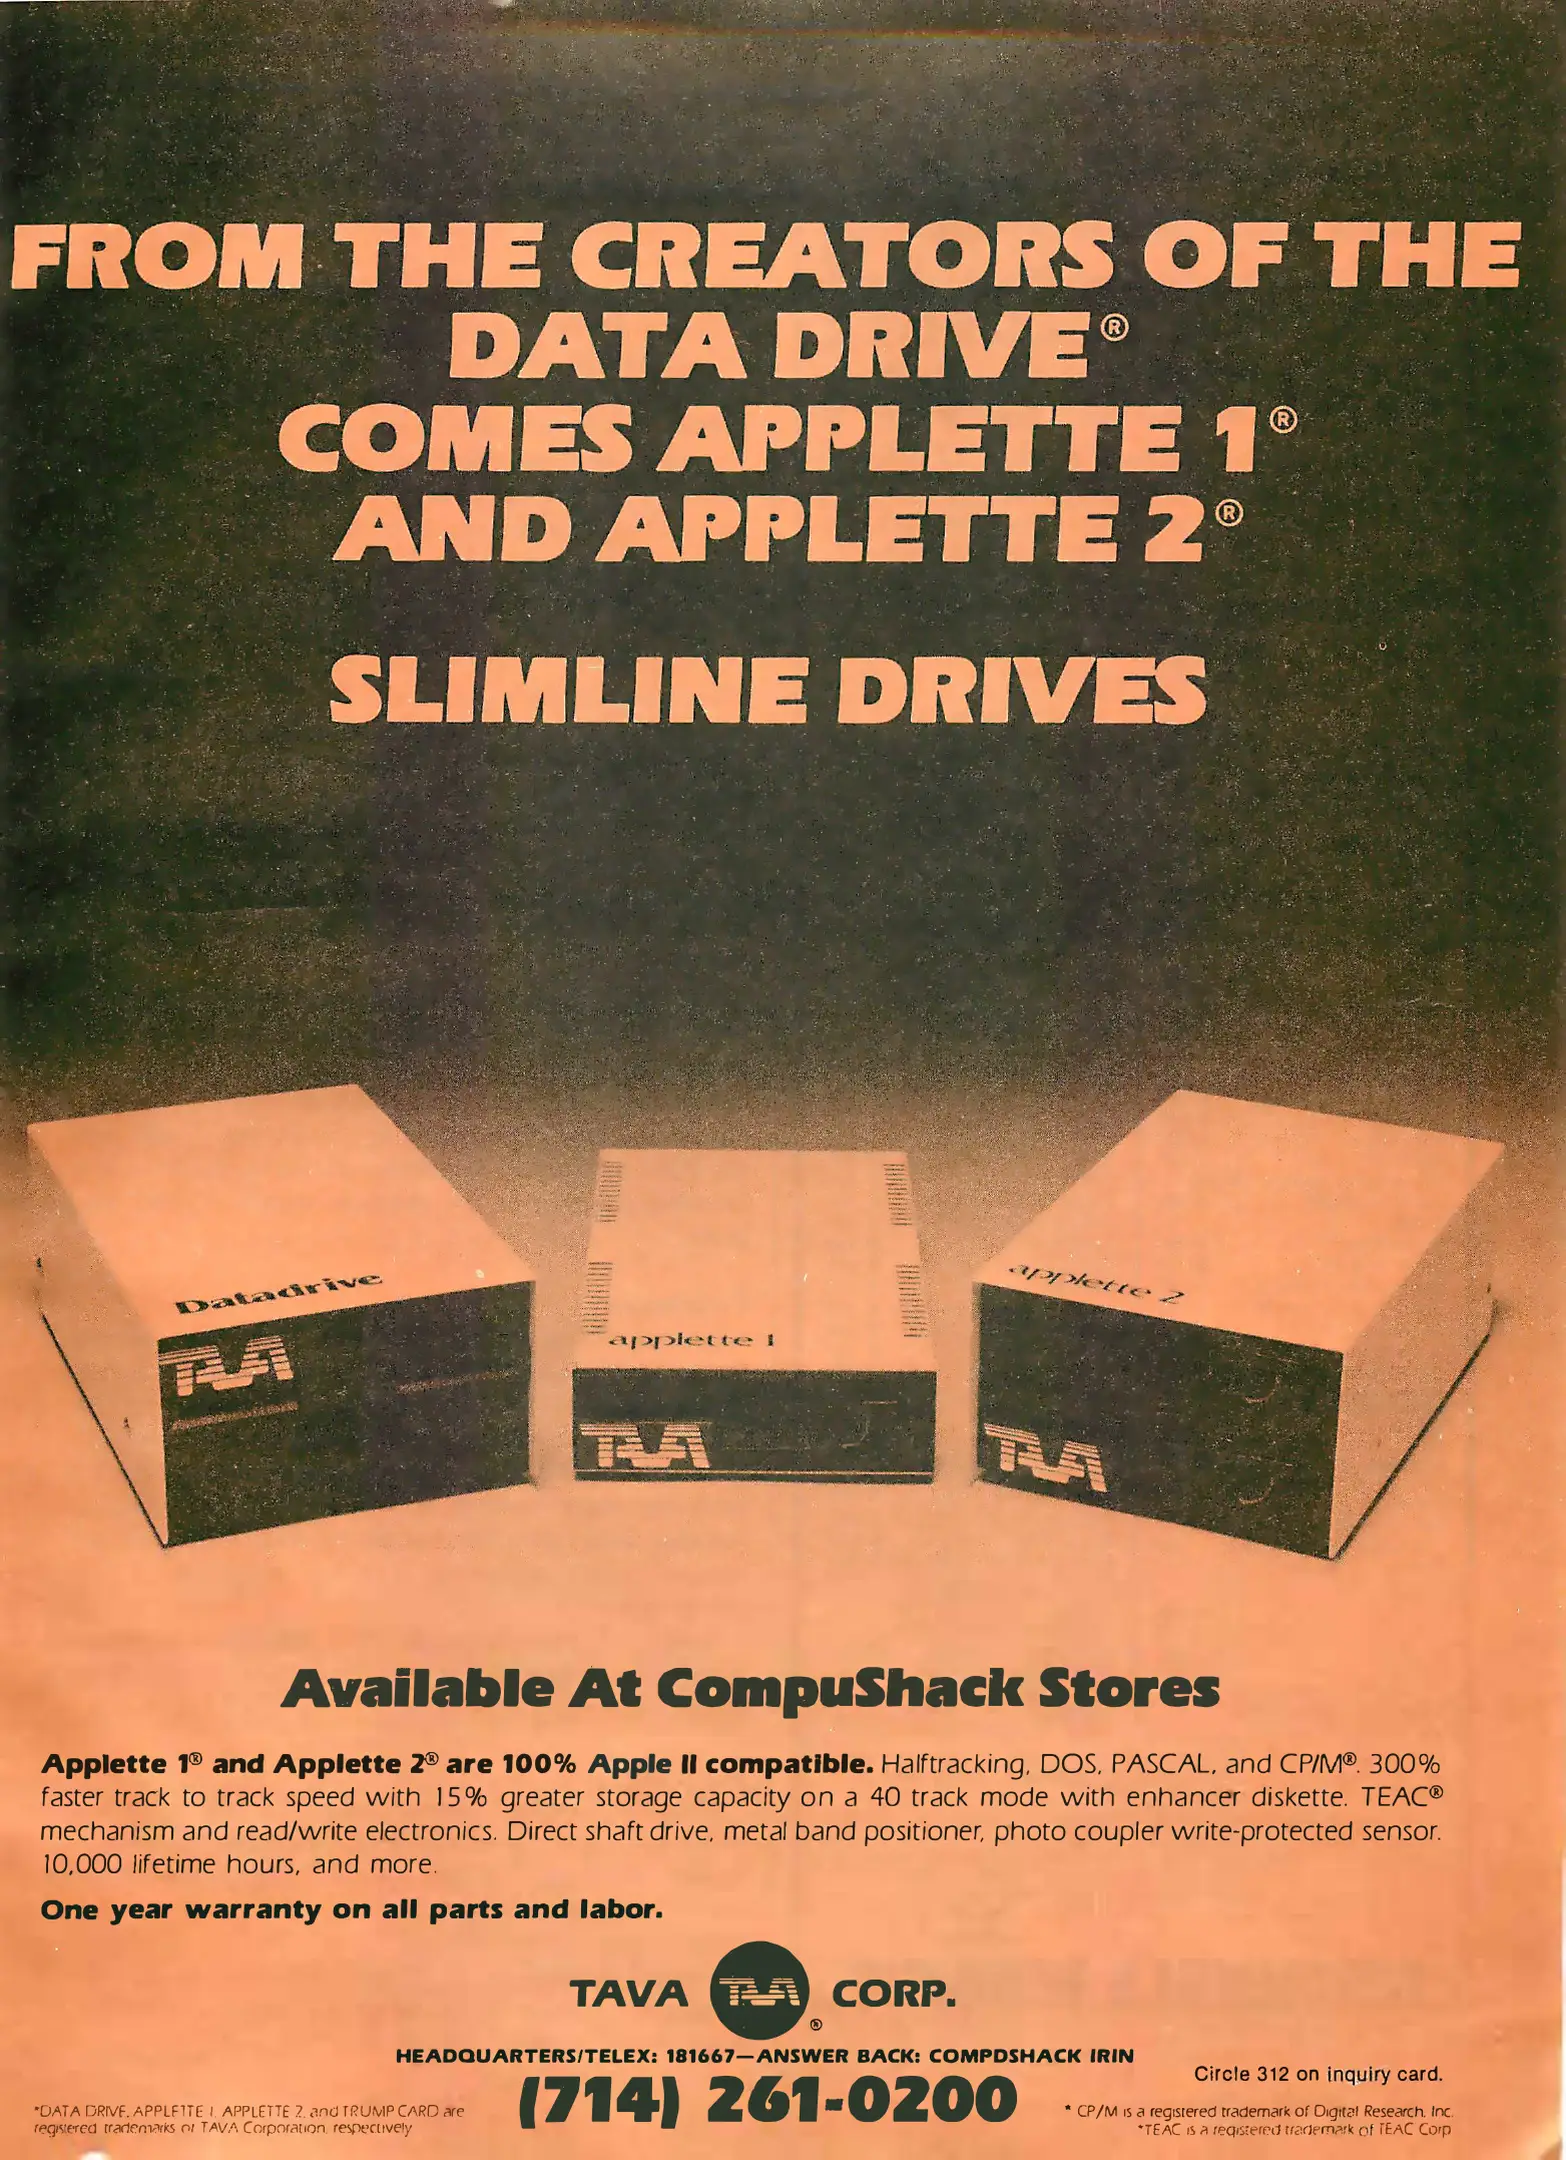 FROM THE CREATORS OF THE
DATA DRIVE®
COMES APPLETTE 1®
AND APPLETTE 2®
SLIMLINE DRIVES
Datadrive
TAVA
applette 1
TAVA
applette 2
TAVA
Available At CompuShack Stores
Applette 1® and Applette 2® are 100% Apple II compatible. Halftracking, DOS, PASCAL, and CP/M®. 300%
faster track to track speed with 15% greater storage capacity on a 40 track mode with enhancer diskette. TEAC®
mechanism and read/write electronics. Direct shaft drive, metal band positioner, photo coupler write-protected sensor.
10,000 lifetime hours, and more.
One year warranty on all parts and labor.
TAVA TAVA ® CORP.
HEADQUARTERS/TELEX: 181667—ANSWER BACK: COMPDSHACK IRIN
(714) 261-0200
Circle 312 on inquiry card.
*DATA DRIVE, APPLETTE 1, APPLETTE 2, and TRUMP CARD are
registered trademarks of TAVA Corporation, respectively
* CP/M is a registered trademark of Digital Research, Inc.
*TEAC is a registered trademark of TEAC Corp